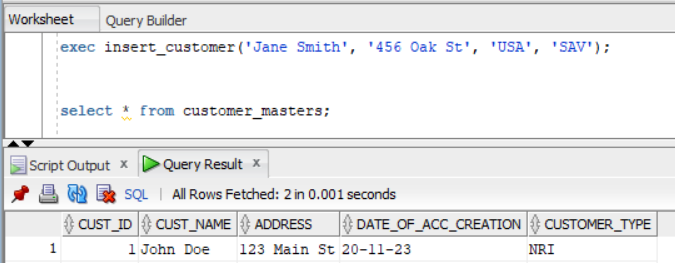 Worksheet Query Builder
exec insert_customer('Jane Smith', '456 Oak St', 'USA', 'SAV');
select * from customer_masters;
Script Output x Query Result x
SQL | All Rows Fetched: 2 in 0.001 seconds
CUST_ID CUST_NAME ADDRESS DATE_OF_ACC_CREATION CUSTOMER_TYPE
1 1 John Doe 123 Main St 20-11-23 NRI